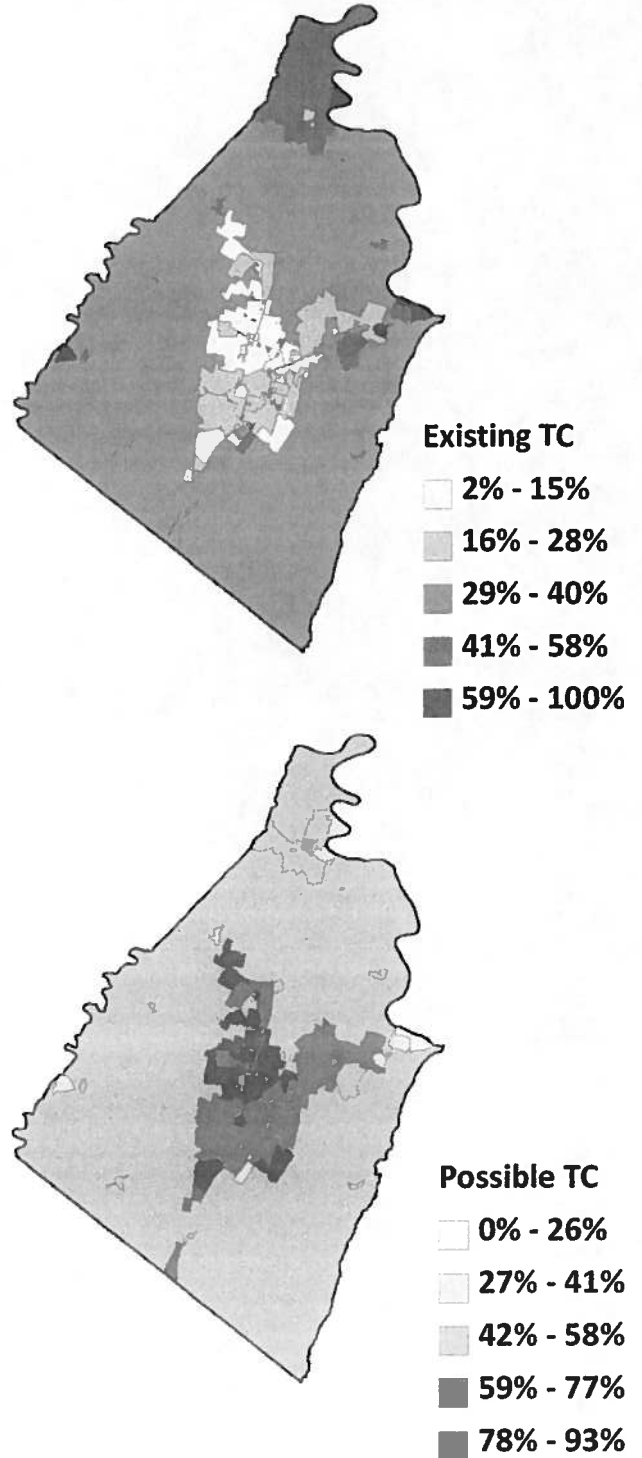 Existing TC
2% - 15%
16% - 28%
29% - 40%
41% - 58%
59% - 100%
Possible TC
0% - 26%
27% - 41%
42% - 58%
59% - 77%
78% - 93%